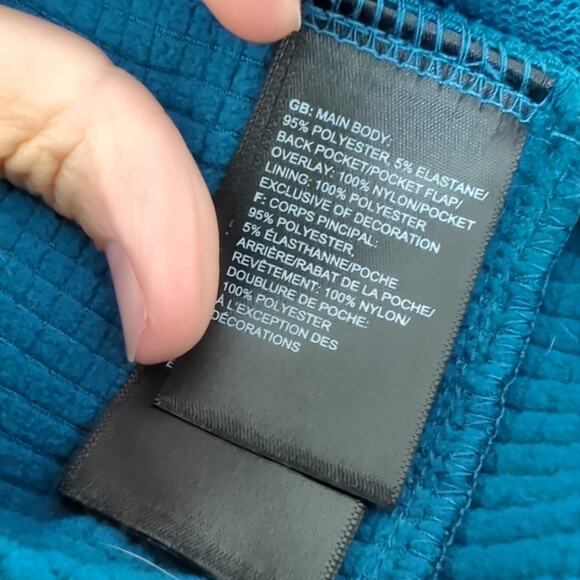 GB: MAIN BODY:
95% POLYESTER, 5% ELASTANE/
BACK POCKET/POCKET FLAP/
OVERLAY: 100% NYLON/POCKET
LINING: 100% POLYESTER
EXCLUSIVE OF DECORATION
F: CORPS PINCIPAL:
95% POLYESTER,
5% ÉLASTHANNE/POCHE
ARRIÈRE/RABAT DE LA POCHE/
REVÊTEMENT: 100% NYLON/
DOUBLURE DE POCHE:
100% POLYESTER
À L'EXCEPTION DES
DÉCORATIONS